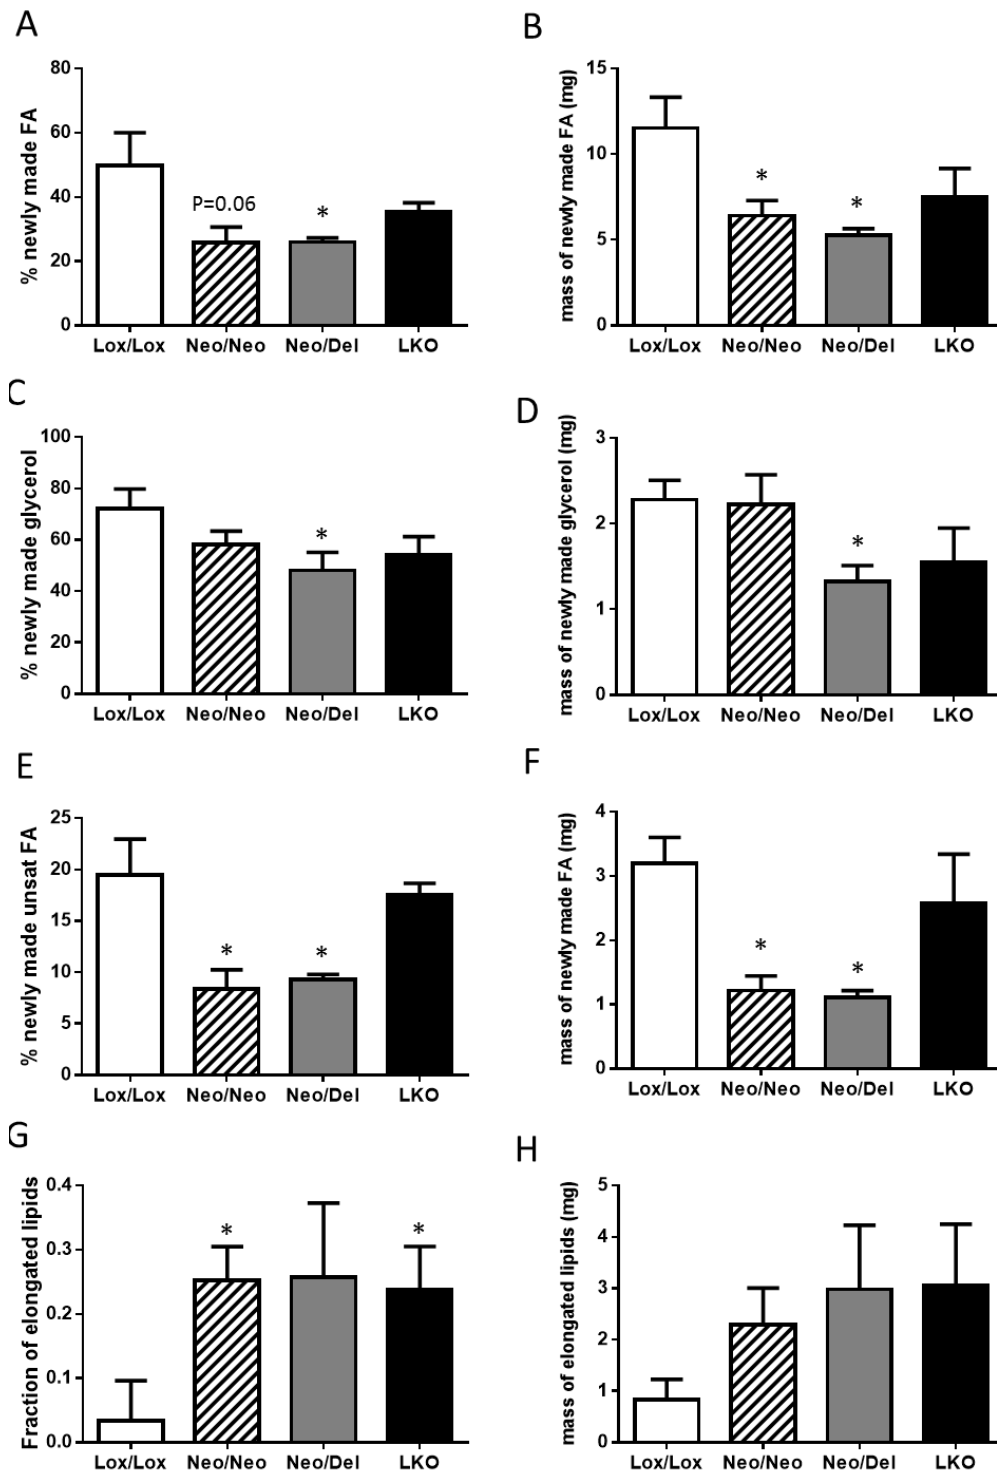 A
% newly made FA
80
60
40
20
0
P=0.06
*
Lox/Lox Neo/Neo Neo/Del LKO
B
mass of newly made FA (mg)
15
10
5
0
*
*
Lox/Lox Neo/Neo Neo/Del LKO
C
% newly made glycerol
100
80
60
40
20
0
*
Lox/Lox Neo/Neo Neo/Del LKO
D
mass of newly made glycerol (mg)
3
2
1
0
*
Lox/Lox Neo/Neo Neo/Del LKO
E
% newly made unsat FA
25
20
15
10
5
0
*
*
Lox/Lox Neo/Neo Neo/Del LKO
F
mass of newly made FA (mg)
4
3
2
1
0
*
*
Lox/Lox Neo/Neo Neo/Del LKO
G
Fraction of elongated lipids
0.4
0.3
0.2
0.1
0.0
*
*
Lox/Lox Neo/Neo Neo/Del LKO
H
mass of elongated lipids (mg)
5
4
3
2
1
0
Lox/Lox Neo/Neo Neo/Del LKO